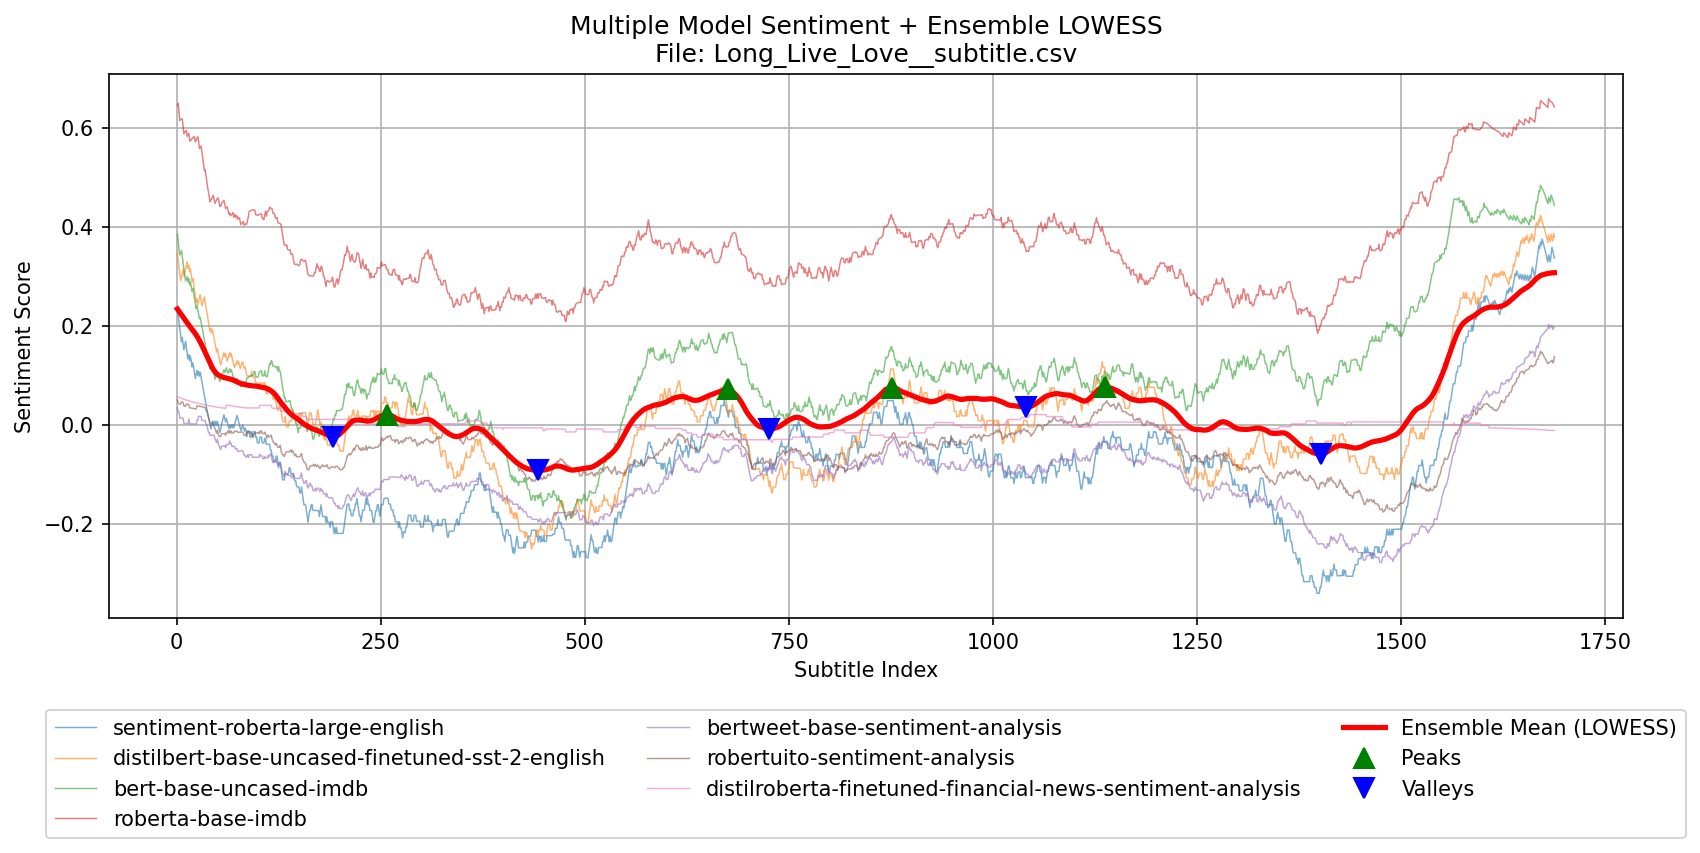 Multiple Model Sentiment + Ensemble LOWESS
File: Long_Live_Love__subtitle.csv
Sentiment Score
0.6
0.4
0.2
0.0
−0.2
0 250 500 750 1000 1250 1500 1750
Subtitle Index
sentiment-roberta-large-english
distilbert-base-uncased-finetuned-sst-2-english
bert-base-uncased-imdb
roberta-base-imdb
bertweet-base-sentiment-analysis
robertuito-sentiment-analysis
distilroberta-finetuned-financial-news-sentiment-analysis
Ensemble Mean (LOWESS)
Peaks
Valleys